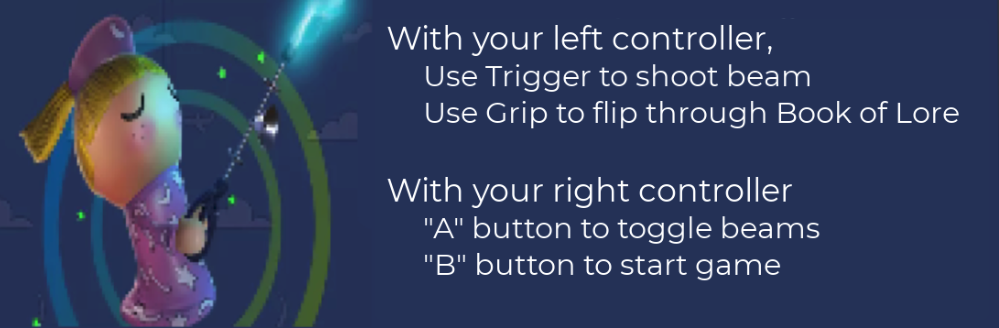 With your left controller,
Use Trigger to shoot beam
Use Grip to flip through Book of Lore
With your right controller
"A" button to toggle beams
"B" button to start game